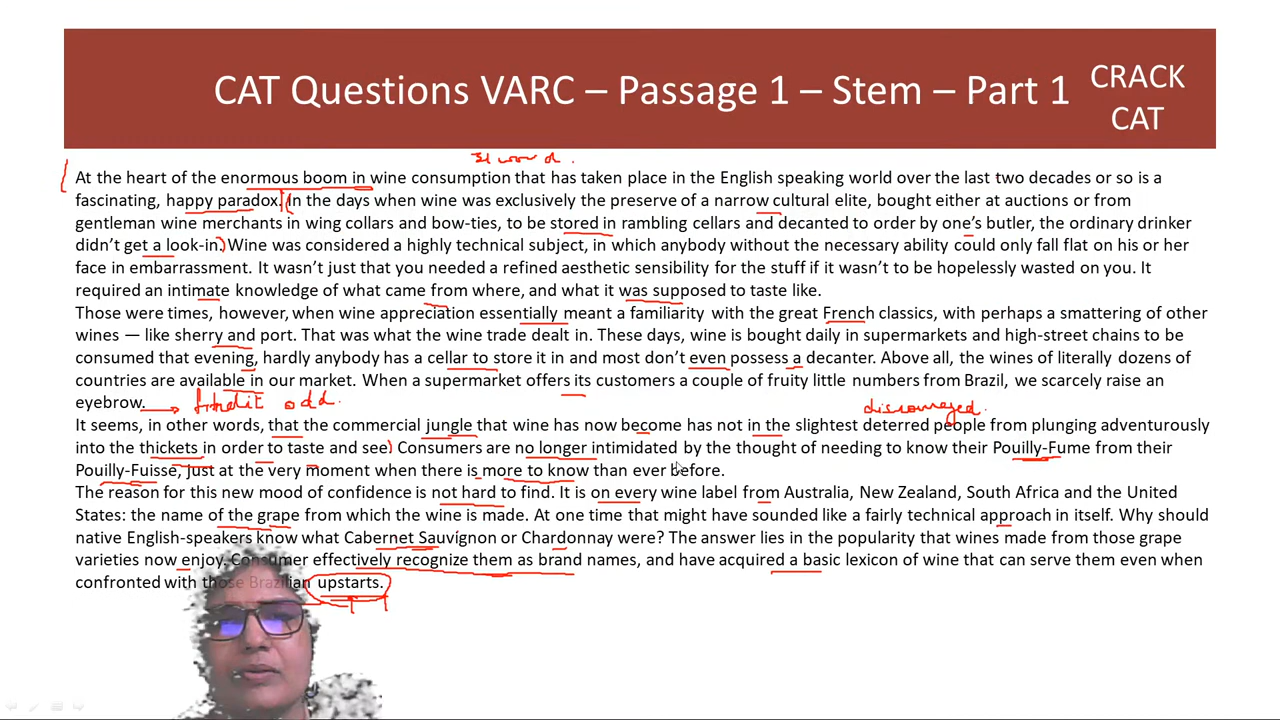 CAT Questions VARC – Passage 1 – Stem – Part 1
CRACK
CAT
At the heart of the enormous boom in wine consumption that has taken place in the English speaking world over the last two decades or so is a
fascinating, happy paradox. In the days when wine was exclusively the preserve of a narrow cultural elite, bought either at auctions or from
gentleman wine merchants in wing collars and bow-ties, to be stored in rambling cellars and decanted to order by one’s butler, the ordinary drinker
didn’t get a look-in. Wine was considered a highly technical subject, in which anybody without the necessary ability could only fall flat on his or her
face in embarrassment. It wasn’t just that you needed a refined aesthetic sensibility for the stuff if it wasn’t to be hopelessly wasted on you. It
required an intimate knowledge of what came from where, and what it was supposed to taste like.
Those were times, however, when wine appreciation essentially meant a familiarity with the great French classics, with perhaps a smattering of other
wines — like sherry and port. That was what the wine trade dealt in. These days, wine is bought daily in supermarkets and high-street chains to be
consumed that evening, hardly anybody has a cellar to store it in and most don’t even possess a decanter. Above all, the wines of literally dozens of
countries are available in our market. When a supermarket offers its customers a couple of fruity little numbers from Brazil, we scarcely raise an
eyebrow. find it odd.
discouraged.
It seems, in other words, that the commercial jungle that wine has now become has not in the slightest deterred people from plunging adventurously
into the thickets in order to taste and see) Consumers are no longer intimidated by the thought of needing to know their Pouilly-Fume from their
Pouilly-Fuisse, just at the very moment when there is more to know than ever before.
The reason for this new mood of confidence is not hard to find. It is on every wine label from Australia, New Zealand, South Africa and the United
States: the name of the grape from which the wine is made. At one time that might have sounded like a fairly technical approach in itself. Why should
native English-speakers know what Cabernet Sauvignon or Chardonnay were? The answer lies in the popularity that wines made from those grape
varieties now enjoy. Consumer effectively recognize them as brand names, and have acquired a basic lexicon of wine that can serve them even when
confronted with those Brazilian upstarts.